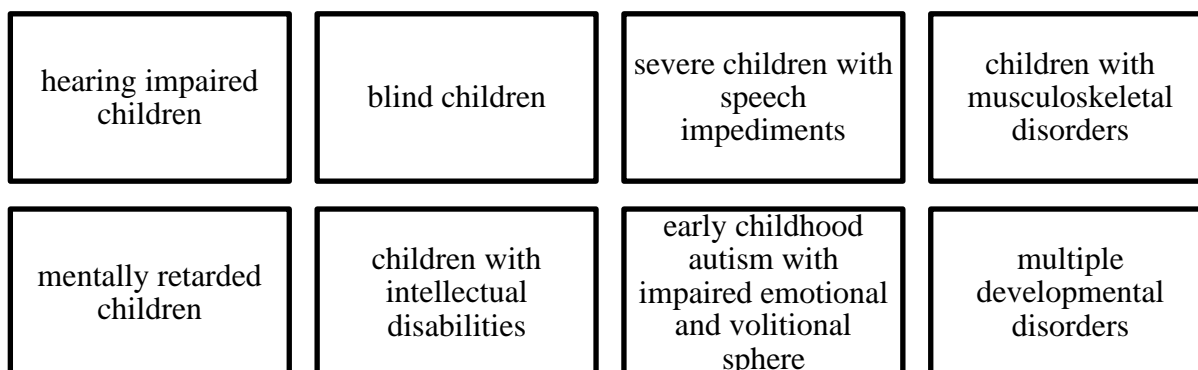 hearing impaired
children
blind children
severe children with
speech
impediments
children with
musculoskeletal
disorders
mentally retarded
children
children with
intellectual
disabilities
early childhood
autism with
impaired emotional
and volitional
sphere
multiple
developmental
disorders